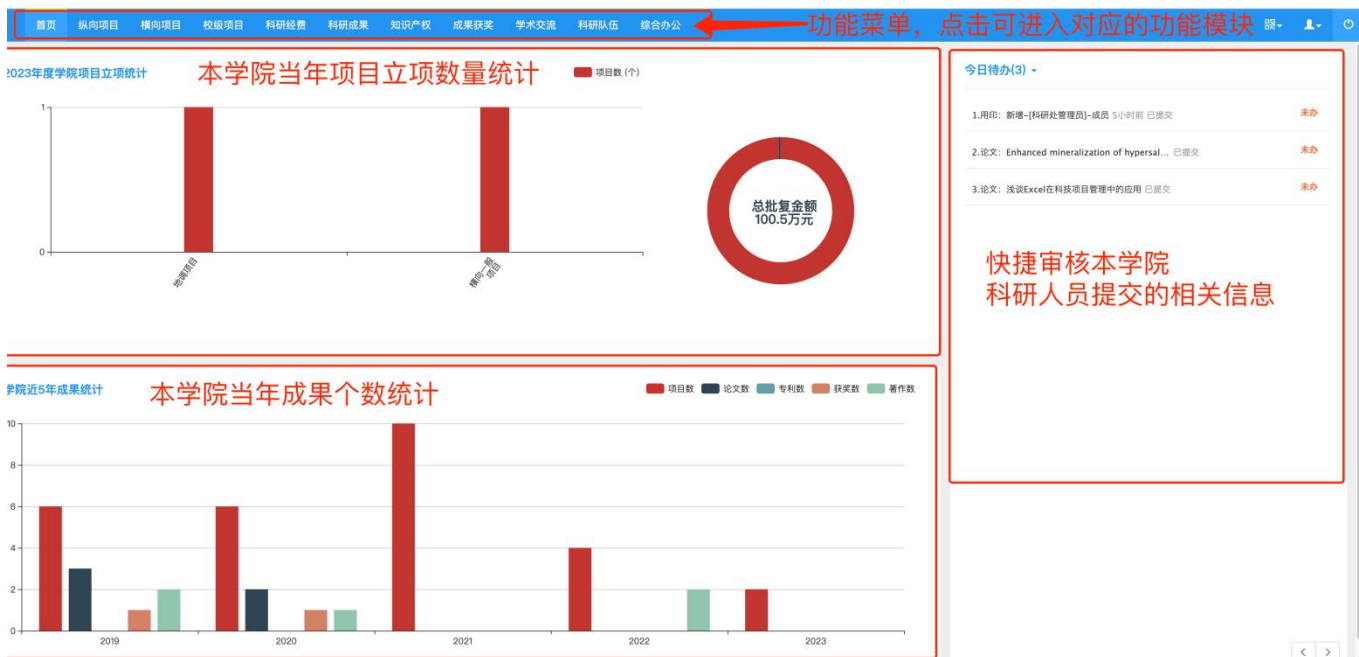 首页 纵向项目 横向项目 校级项目 科研经费 科研成果 知识产权 成果获奖 学术交流 科研队伍 综合办公
功能菜单，点击可进入对应的功能模块
2023年度学院项目立项统计
本学院当年项目立项数量统计
项目数 (个)
1
0
地调项目
横向一般
项目
总批复金额
100.5万元
今日待办(3)
1.用印: 新增-[科研处管理员]-成员 5小时前 已提交 未办
2.论文: Enhanced mineralization of hypersal... 已提交 未办
3.论文: 浅谈Excel在科技项目管理中的应用 已提交 未办
快捷审核本学院
科研人员提交的相关信息
学院近5年成果统计
本学院当年成果个数统计
项目数 论文数 专利数 获奖数 著作数
10
8
6
4
2
0
2019 2020 2021 2022 2023